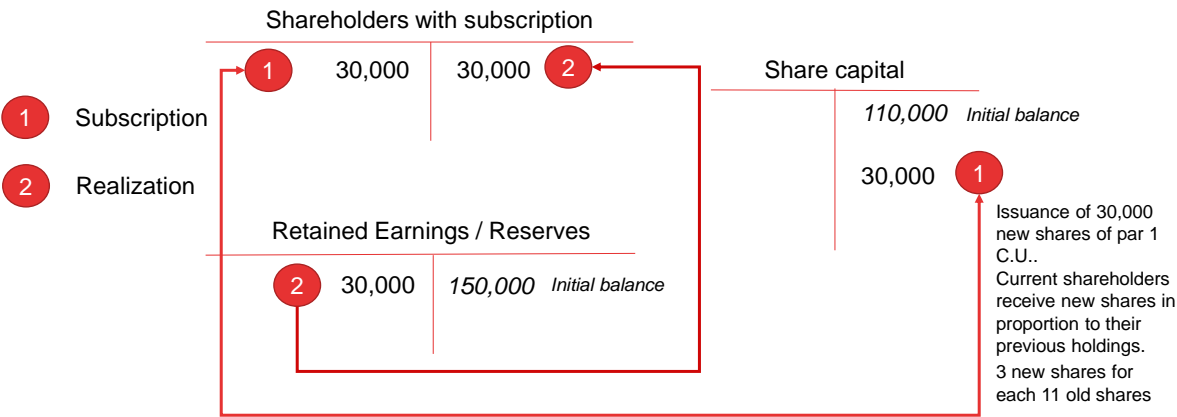 Shareholders with subscription
1 30,000 30,000 2
Share capital
1 Subscription
110,000 Initial balance
2 Realization
30,000 1
Issuance of 30,000
new shares of par 1
C.U..
Current shareholders
receive new shares in
proportion to their
previous holdings.
3 new shares for
each 11 old shares
Retained Earnings / Reserves
2 30,000 150,000 Initial balance